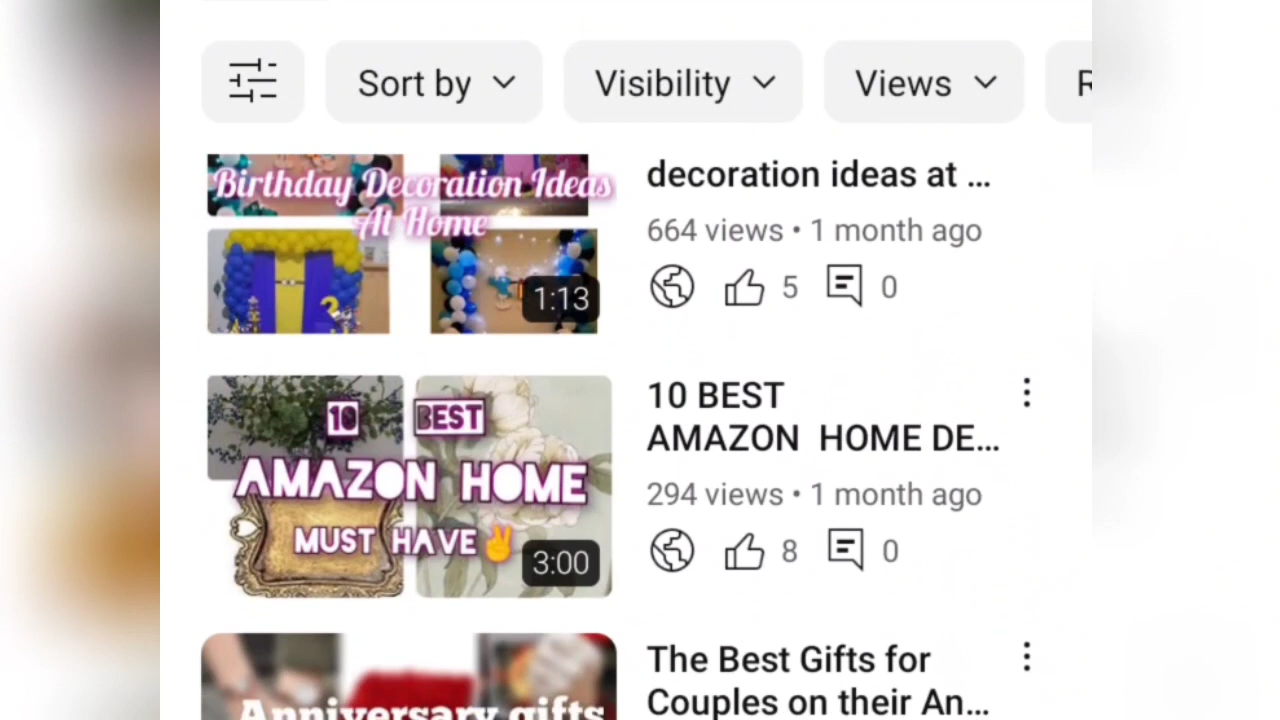 Sort by
Visibility
Views
Birthday Decoration Ideas
At Home
1:13
decoration ideas at ...
664 views • 1 month ago
5
0
10 BEST
AMAZON HOME
MUST HAVE✌
3:00
10 BEST
AMAZON HOME DE...
294 views • 1 month ago
8
0
Anniversary gifts
The Best Gifts for
Couples on their An...